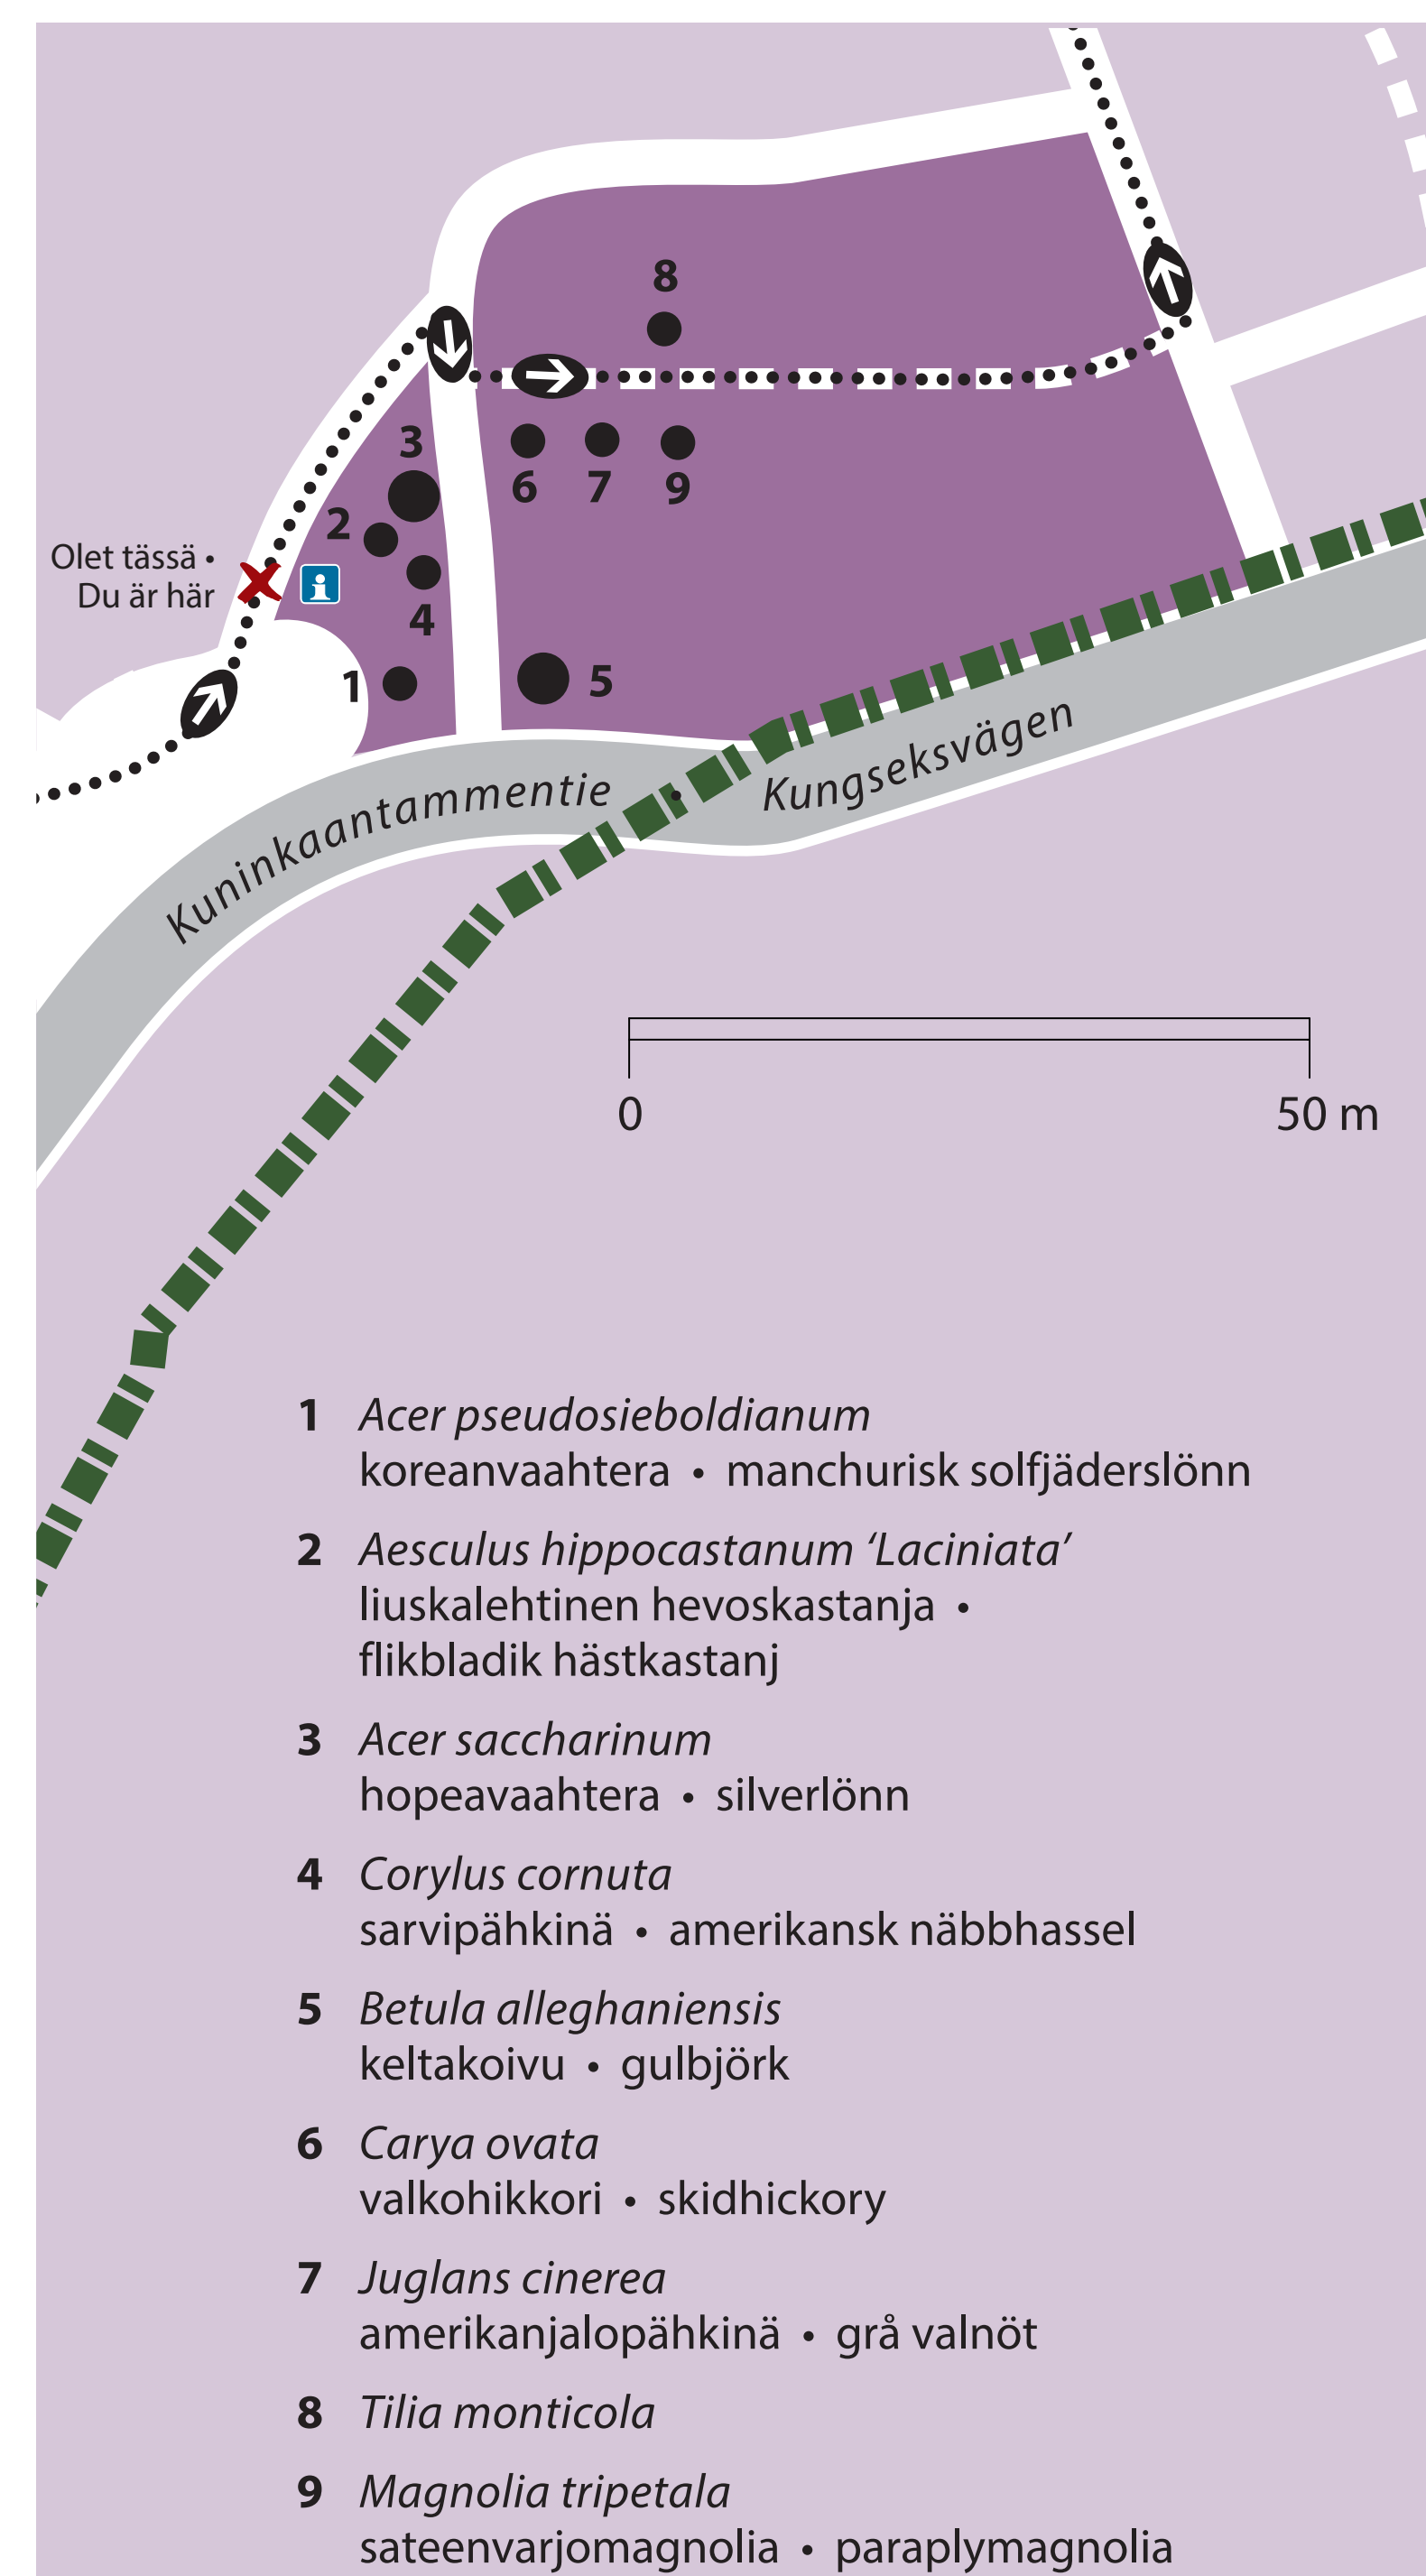 8
3
6
7
9
2
Olet tässä •
Du är här
i
4
1
5
Kuninkaantammentie • Kungseksvägen
0
50 m
1 Acer pseudosieboldianum
koreanvaahtera • manchurisk solfjäderslönn
2 Aesculus hippocastanum ‘Laciniata’
liuskalehtinen hevoskastanja •
flikbladik hästkastanj
3 Acer saccharinum
hopeavaahtera • silverlönn
4 Corylus cornuta
sarvipähkinä • amerikansk näbbhassel
5 Betula alleghaniensis
keltakoivu • gulbjörk
6 Carya ovata
valkohikkori • skidhickory
7 Juglans cinerea
amerikanjalopähkinä • grå valnöt
8 Tilia monticola
9 Magnolia tripetala
sateenvarjomagnolia • paraplymagnolia